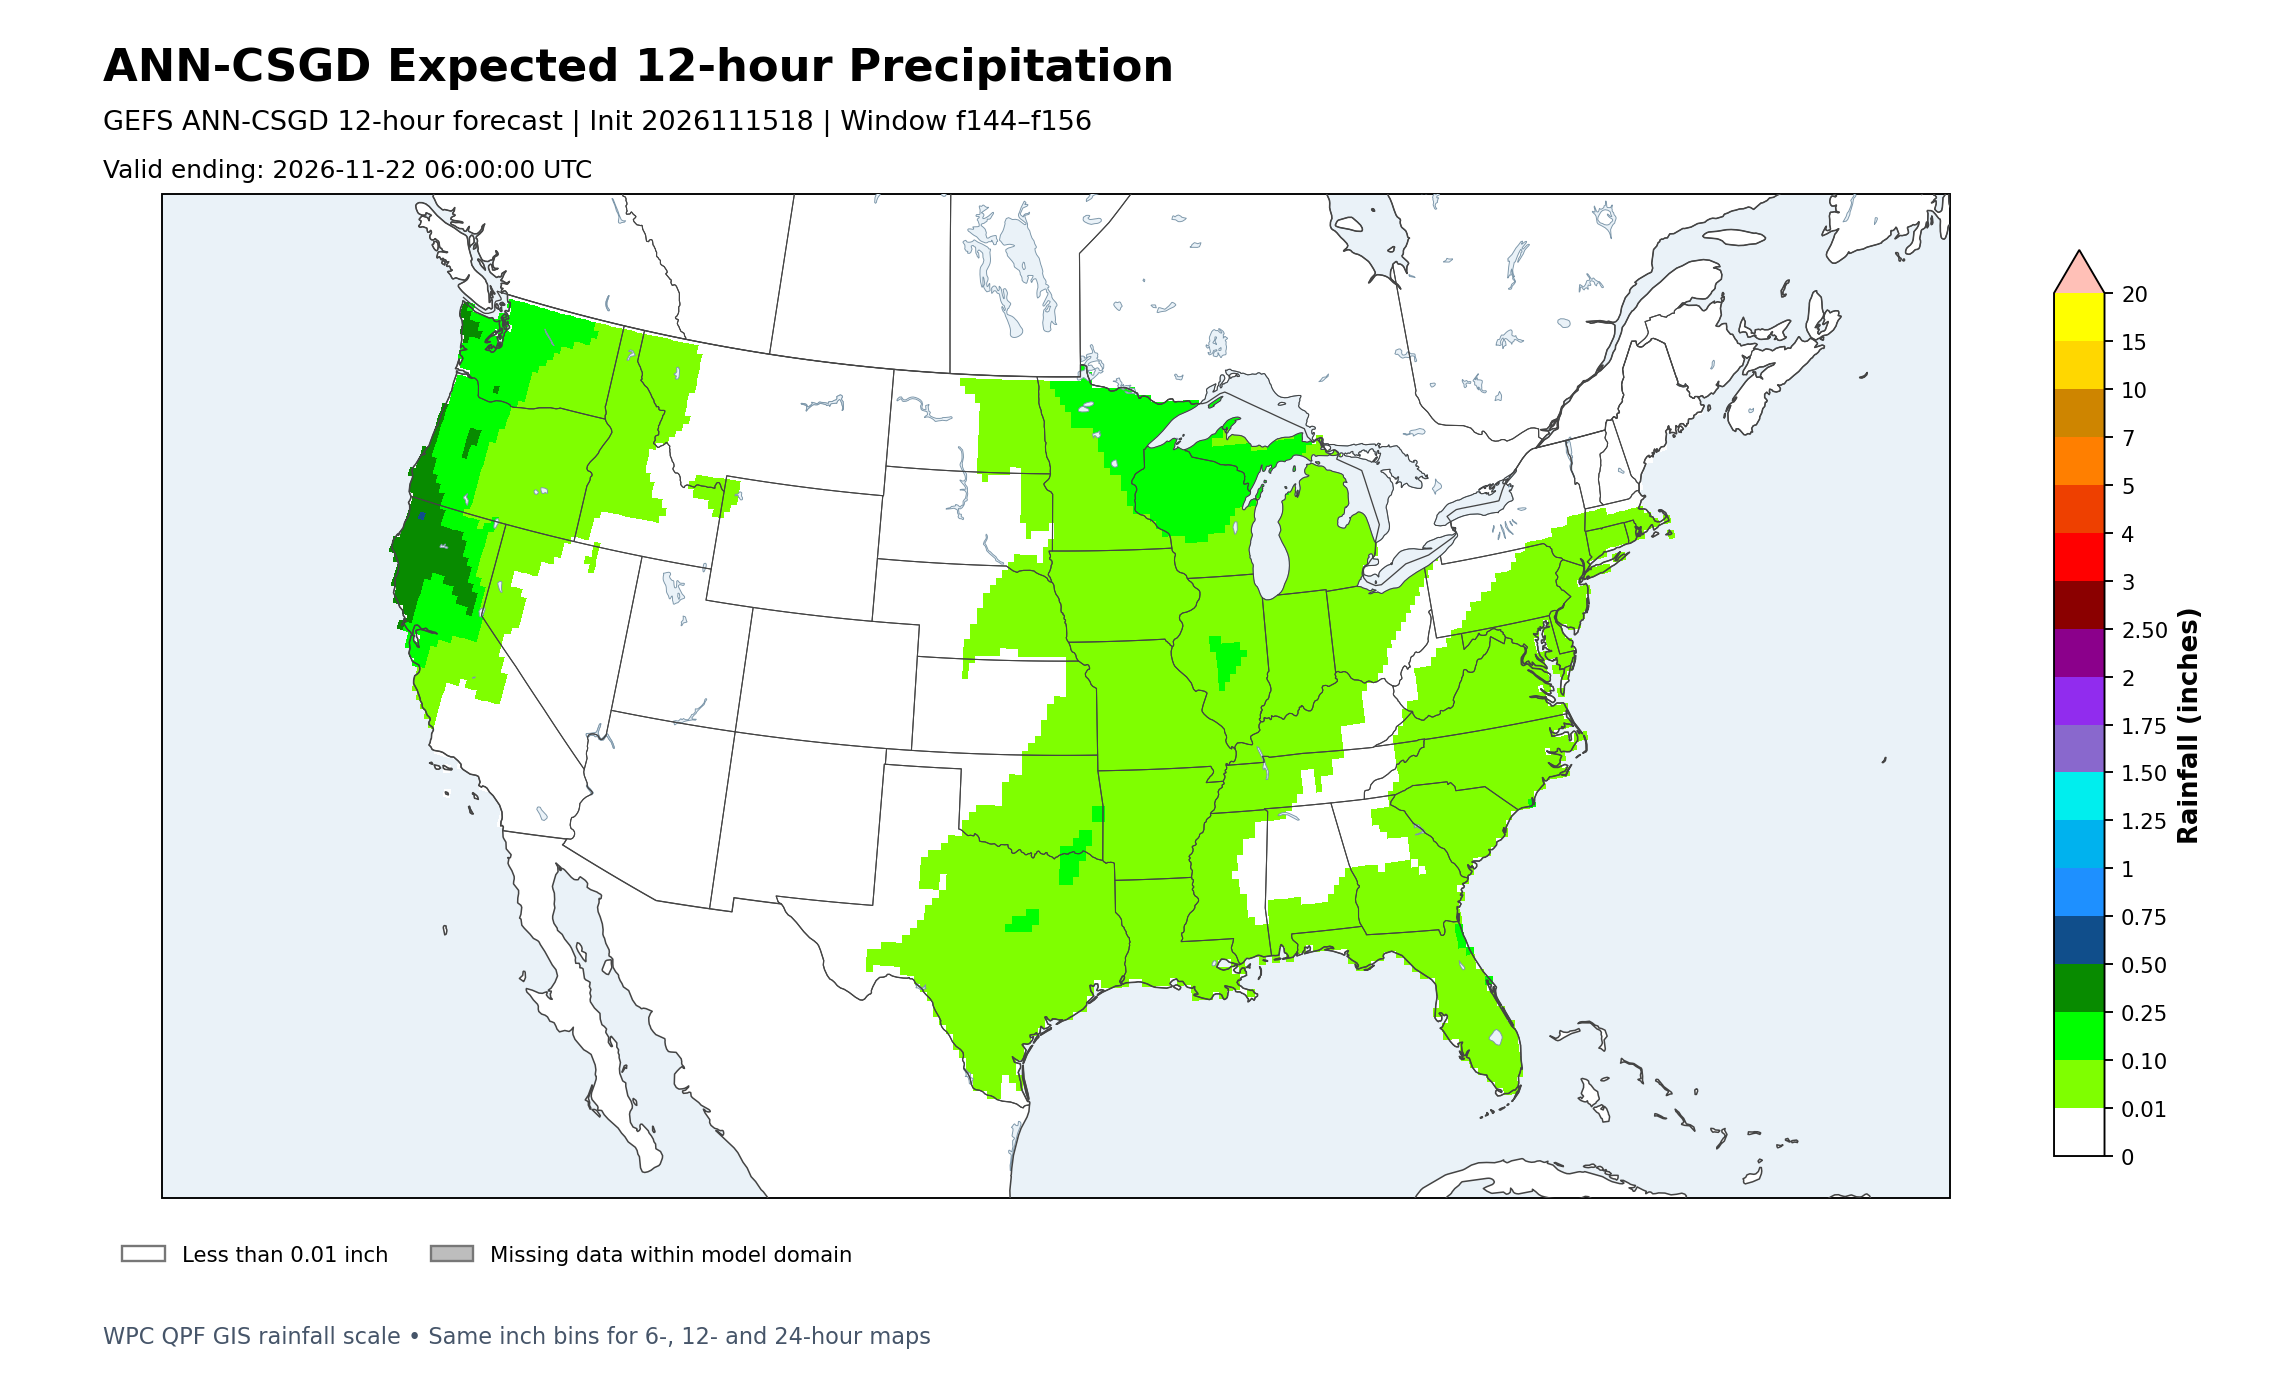 ANN-CSGD Expected 12-hour Precipitation
GEFS ANN-CSGD 12-hour forecast | Init 2026111518 | Window f144–f156
Valid ending: 2026-11-22 06:00:00 UTC
20
15
10
7
5
4
3
2.50
2
1.75
1.50
1.25
1
0.75
0.50
0.25
0.10
0.01
0
Rainfall (inches)
Less than 0.01 inch
Missing data within model domain
WPC QPF GIS rainfall scale • Same inch bins for 6-, 12- and 24-hour maps